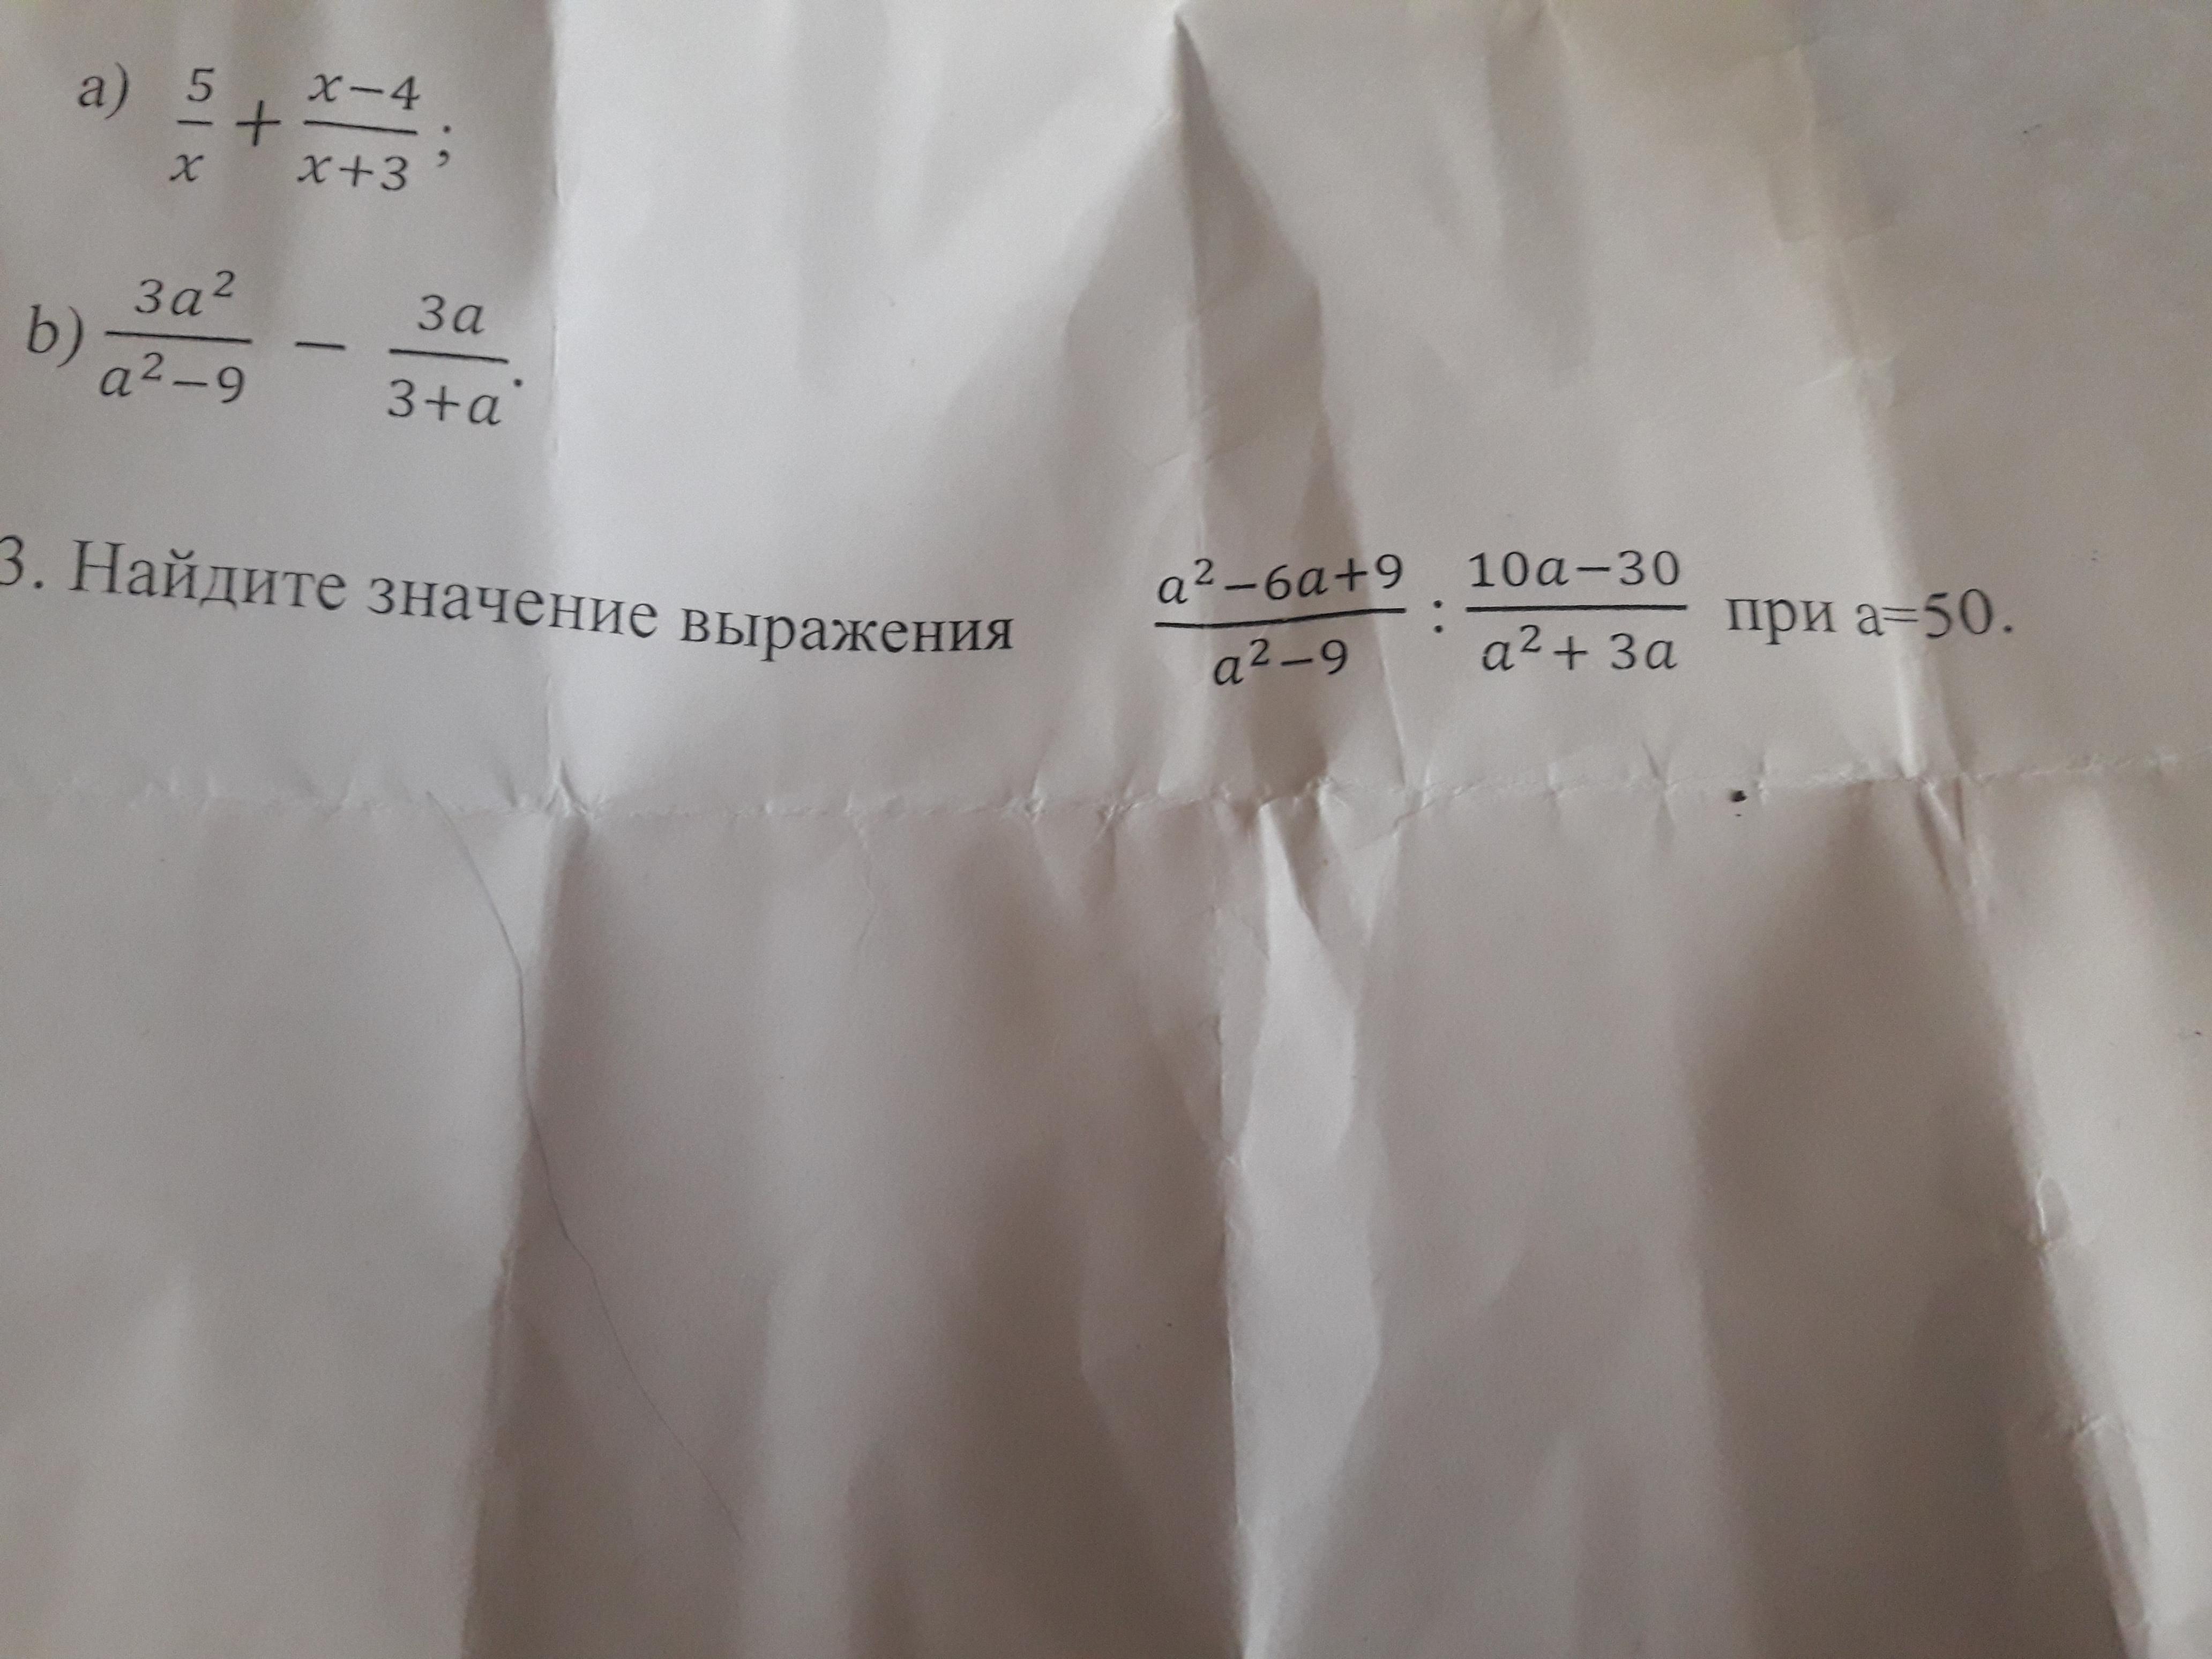 a) 5/x + x−4/x+3 ;
b) 3a²/a²−9 − 3a/3+a .
3. Найдите значение выражения a²−6a+9/a²−9 : 10a−30/a²+ 3a при a=50.